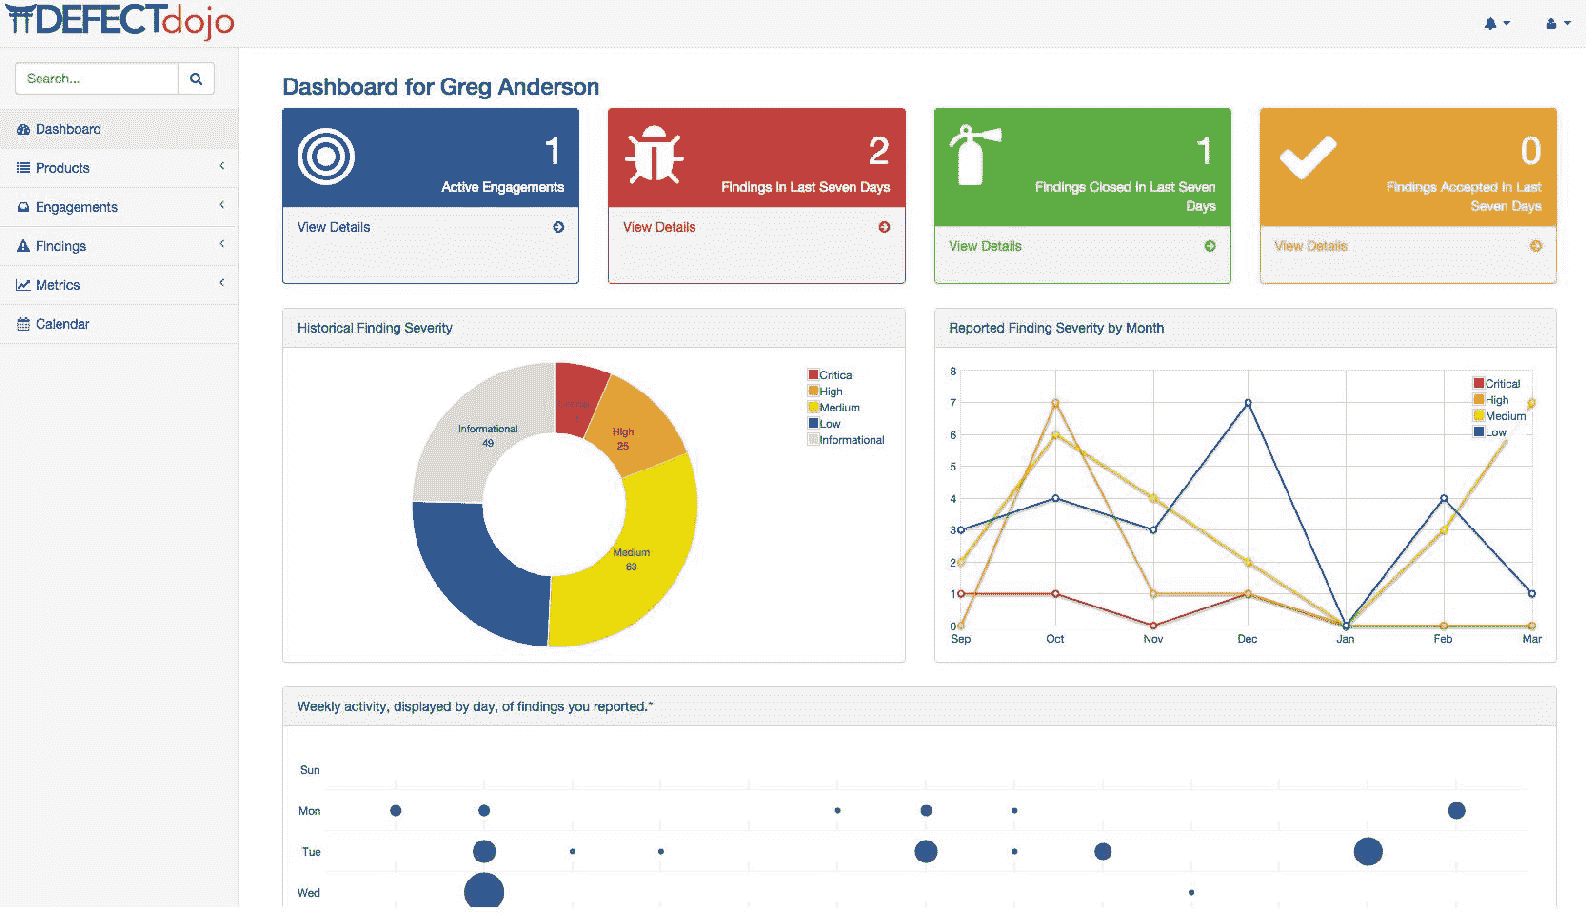 DEFECTdojo
Search...
Dashboard
Products
Engagements
Findings
Metrics
Calendar
Dashboard for Greg Anderson
1
Active Engagements
View Details
2
Findings In Last Seven Days
View Details
1
Findings Closed In Last Seven
Days
View Details
0
Findings Accepted In Last
Seven Days
View Details
Historical Finding Severity
Critica
High
Medium
Low
Informational
Informational
49
High
25
Medium
63
Reported Finding Severity by Month
8
7
6
5
4
3
2
1
0
Critical
High
Medium
Low
Sep Oct Nov Dec Jan Feb Mar
Weekly activity, displayed by day, of findings you reported.*
Sun
Mon
Tue
Wed